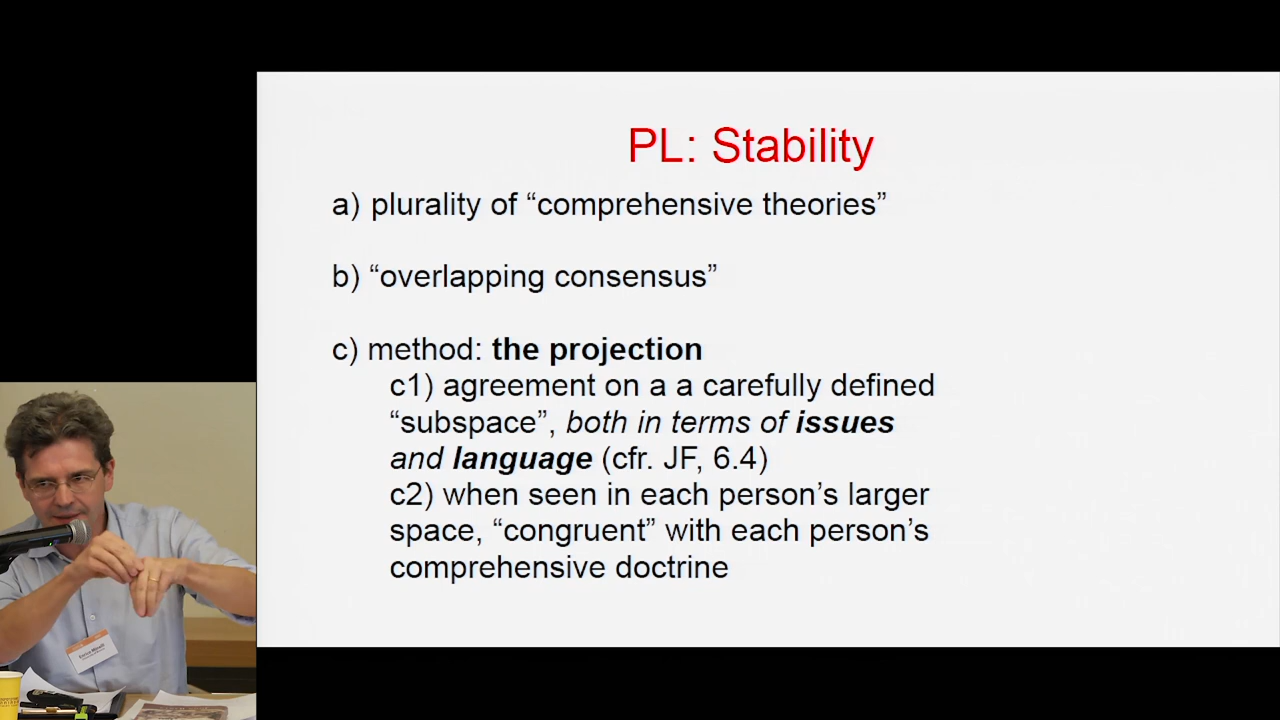 PL: Stability
a) plurality of “comprehensive theories”
b) “overlapping consensus”
c) method: the projection
c1) agreement on a a carefully defined
“subspace”, both in terms of issues
and language (cfr. JF, 6.4)
c2) when seen in each person’s larger
space, “congruent” with each person’s
comprehensive doctrine